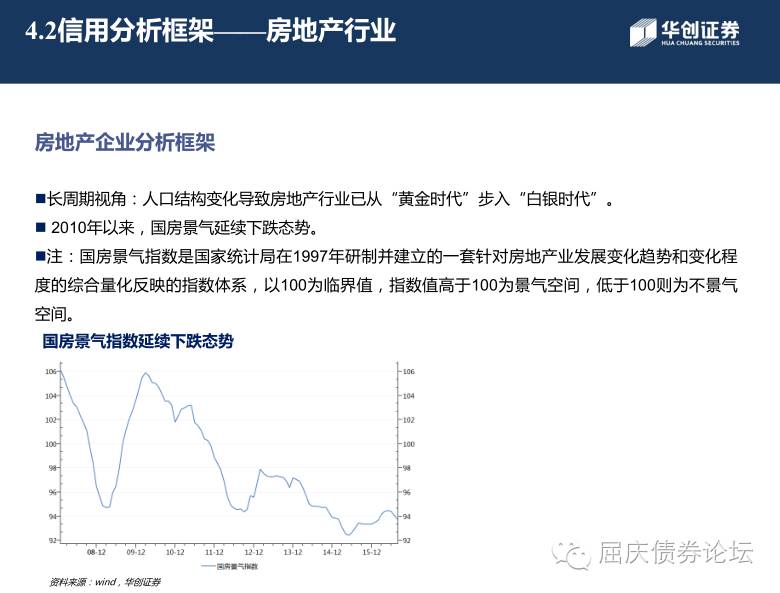 4.2信用分析框架——房地产行业
华创证券
HUA CHUANG SECURITIES
房地产企业分析框架
■长周期视角：人口结构变化导致房地产行业已从“黄金时代”步入“白银时代”。
■ 2010年以来，国房景气延续下跌态势。
■注：国房景气指数是国家统计局在1997年研制并建立的一套针对房地产业发展变化趋势和变化程
度的综合量化反映的指数体系，以100为临界值，指数值高于100为景气空间，低于100则为不景气
空间。
国房景气指数延续下跌态势
106 106
104 104
102 102
100 100
98 98
96 96
94 94
92 92
08-12 09-12 10-12 11-12 12-12 13-12 14-12 15-12
国房景气指数
资料来源：wind，华创证券
屈庆债券论坛